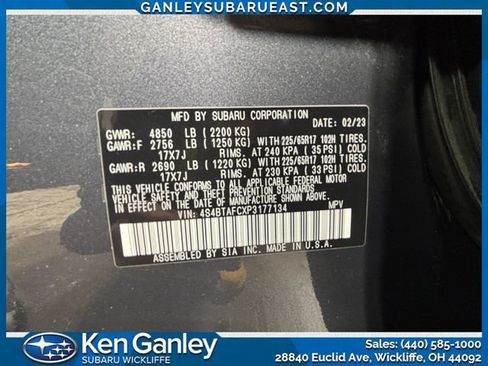 GANLEYSUBARUEAST.COM
MFD BY SUBARU CORPORATION 02/23
GVWR: 4850 LB (2200 KG)
GAWR:F 2756 LB (1250 KG) WITH 225/65R17 102H TIRES.
17X7J RIMS. AT 240 KPA (35 PSI) COLD
GAWR:R 2690 LB (1220 KG) WITH 225/65R17 102H TIRES.
17X7J RIMS. AT 230 KPA (33 PSI) COLD
THIS VEHICLE CONFORMS TO ALL APPLICABLE FEDERAL MOTOR
VEHICLE SAFETY AND THEFT PREVENTION STANDARDS IN
EFFECT ON THE DATE OF MANUFACTURE SHOWN ABOVE.
VIN: 4S4BTAFCXP3177134 MPV
ASSEMBLED BY SIA INC. MADE IN U.S.A.
Ken Ganley
SUBARU WICKLIFFE
Sales: (440) 585-1000
28840 Euclid Ave, Wickliffe, OH 44092